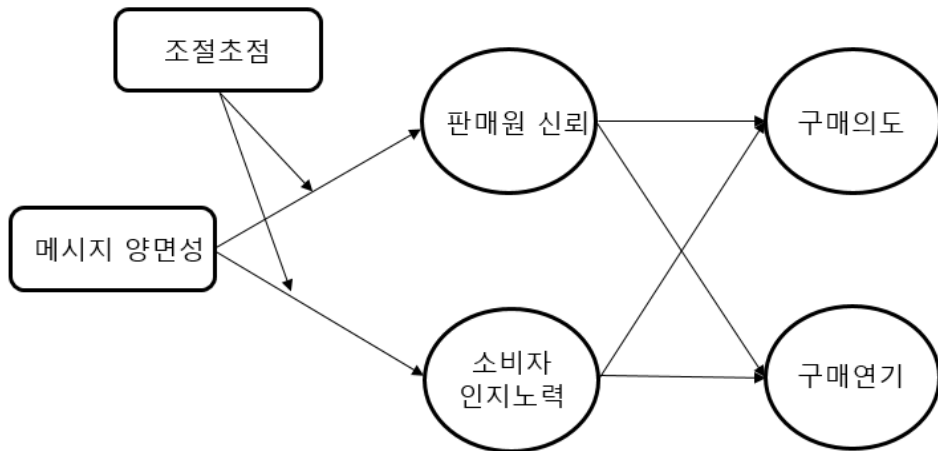 조절초점
판매원 신뢰
구매의도
메시지 양면성
소비자
인지노력
구매연기